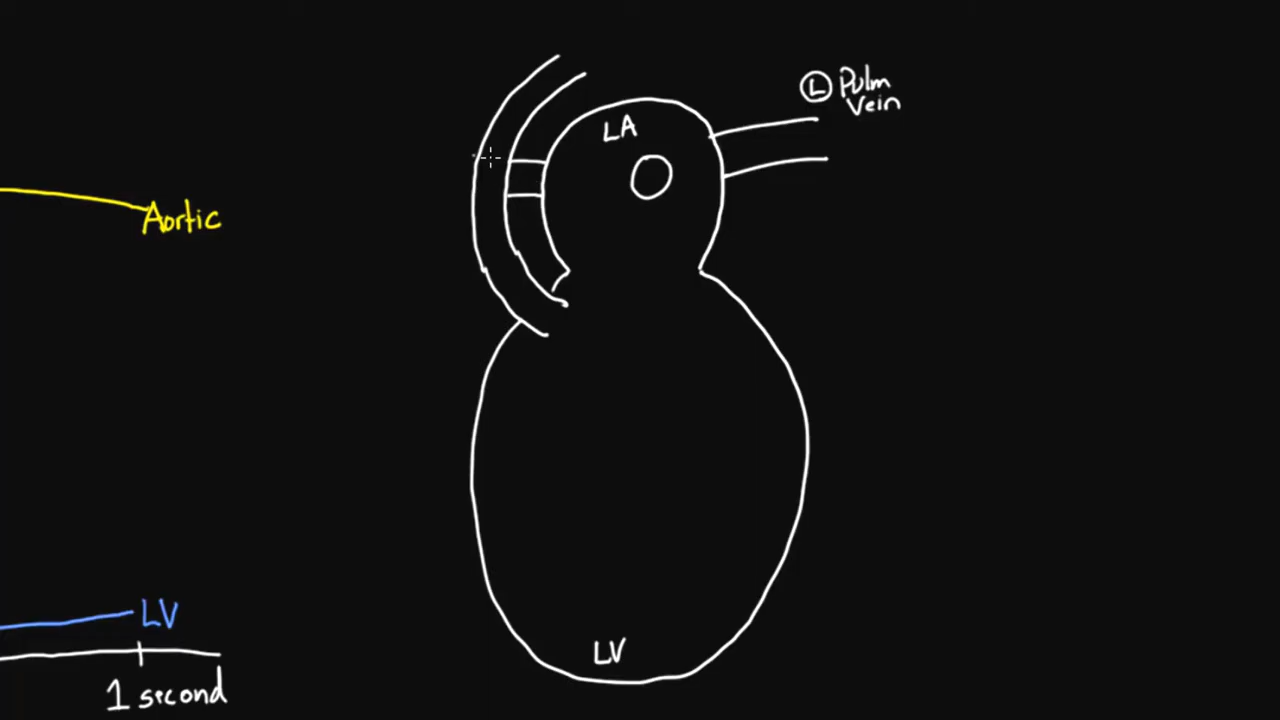 Ⓛ Pulm
Vein
LA
Aortic
LV
LV
1 second